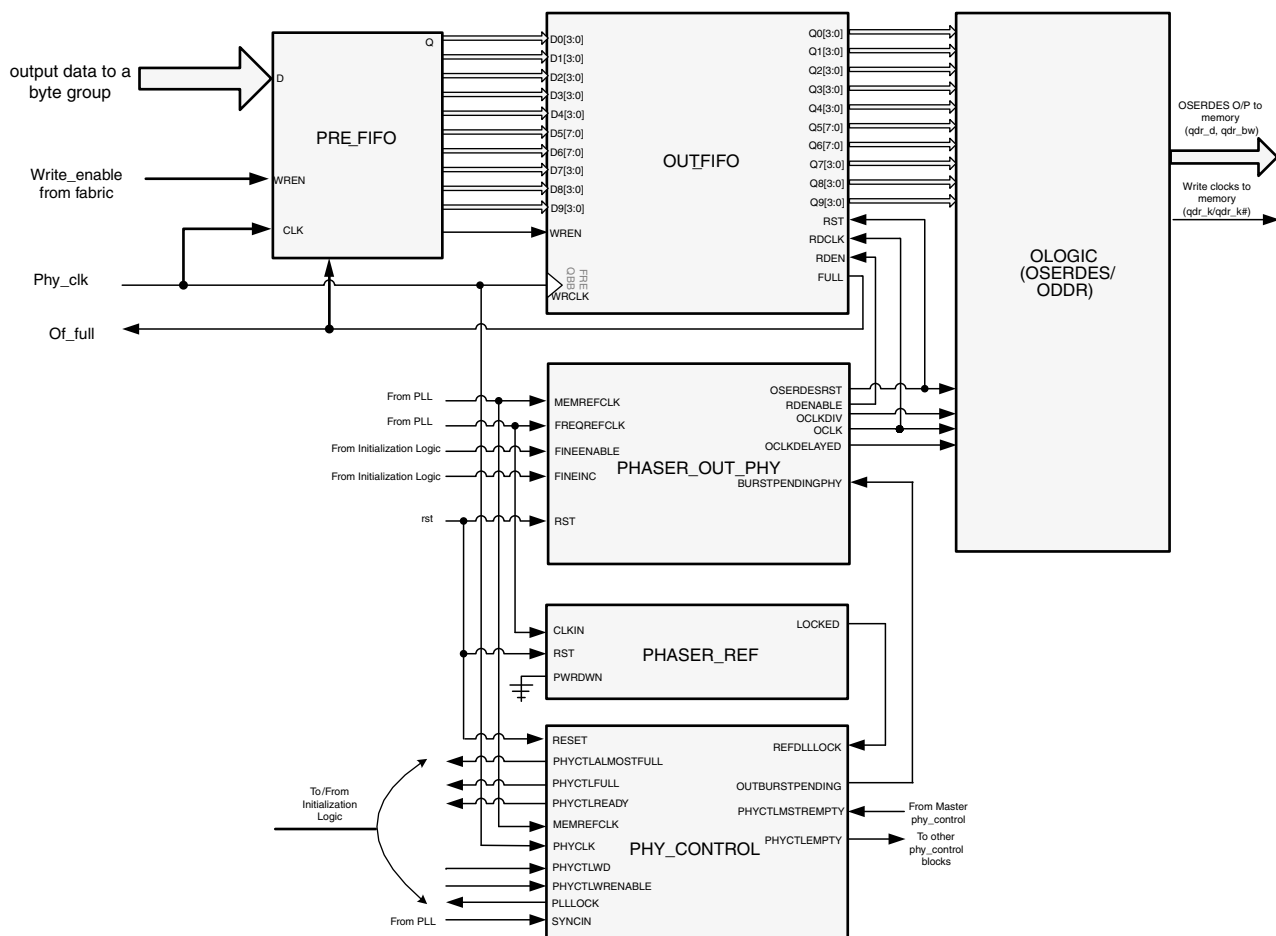 output data to a
byte group
Write_enable
from fabric
Phy_clk
Of_full
D
Q
PRE_FIFO
WREN
CLK
D0[3:0]
D1[3:0]
D2[3:0]
D3[3:0]
D4[3:0]
D5[7:0]
D6[7:0]
D7[3:0]
D8[3:0]
D9[3:0]
WREN
FRE
QBB
WRCLK
OUT_FIFO
Q0[3:0]
Q1[3:0]
Q2[3:0]
Q3[3:0]
Q4[3:0]
Q5[7:0]
Q6[7:0]
Q7[3:0]
Q8[3:0]
Q9[3:0]
RST
RDCLK
RDEN
FULL
OLOGIC
(OSERDES/
ODDR)
OSERDES O/P to
memory
(qdr_d, qdr_bw)
Write clocks to
memory
(qdr_k/qdr_k#)
From PLL
From PLL
From Initialization Logic
From Initialization Logic
rst
MEMREFCLK
FREQREFCLK
FINEENABLE
FINEINC
RST
PHASER_OUT_PHY
OSERDESRST
RDENABLE
OCLKDIV
OCLK
OCLKDELAYED
BURSTPENDINGPHY
CLKIN
RST
PWRDWN
PHASER_REF
LOCKED
To/From
Initialization
Logic
From PLL
RESET
PHYCTLALMOSTFULL
PHYCTLFULL
PHYCTLREADY
MEMREFCLK
PHYCLK
PHYCTLWD
PHYCTLWRENABLE
PLLLOCK
SYNCIN
PHY_CONTROL
REFDLLLOCK
OUTBURSTPENDING
PHYCTLMSTREMPTY
PHYCTLEMPTY
From Master
phy_control
To other
phy_control
blocks